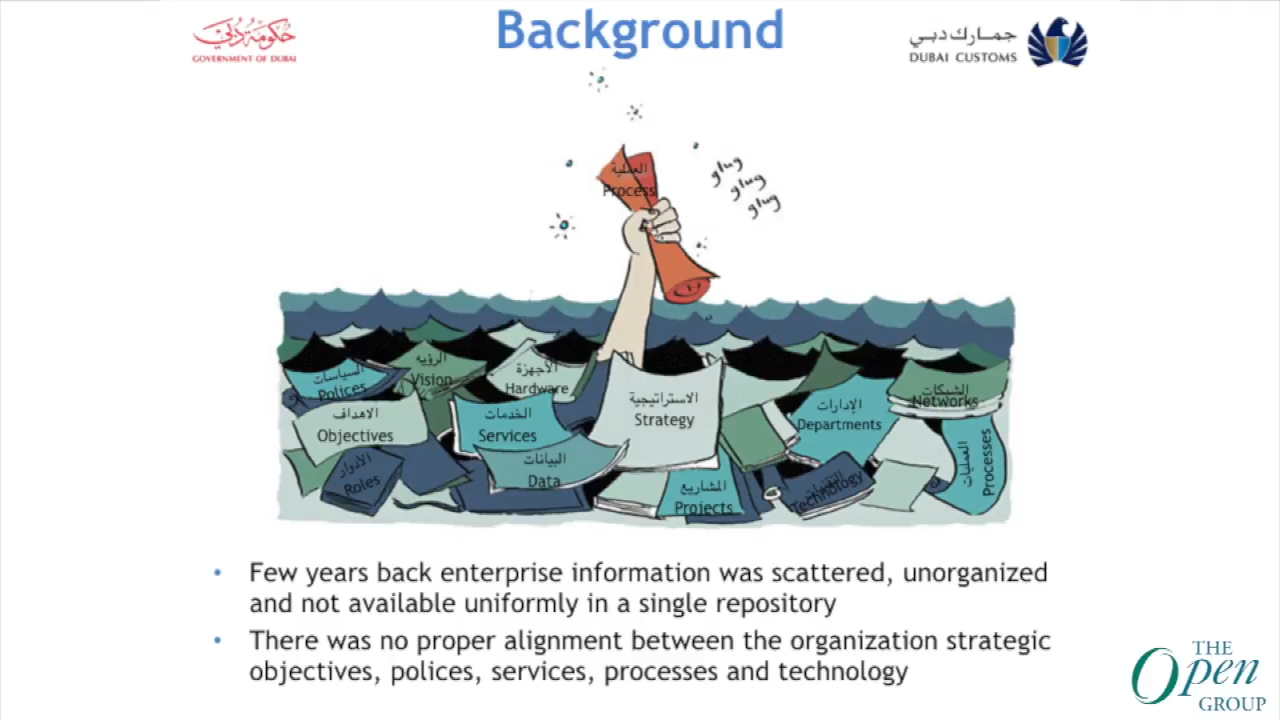 حكومة دبي
GOVERNMENT OF DUBAI
Background
جمارك دبي
DUBAI CUSTOMS
العملية
Process
glug
glug
glug
السياسات
Polices
الرؤيه
Vision
الأجهزة
Hardware
الاستراتيجية
Strategy
الإدارات
Departments
الشبكات
Networks
الاهداف
Objectives
الخدمات
Services
البيانات
Data
الأدوار
Roles
المشاريع
Projects
التقنيات
Technology
العمليات
Processes
• Few years back enterprise information was scattered, unorganized
and not available uniformly in a single repository
• There was no proper alignment between the organization strategic
objectives, polices, services, processes and technology
THE
Open
GROUP